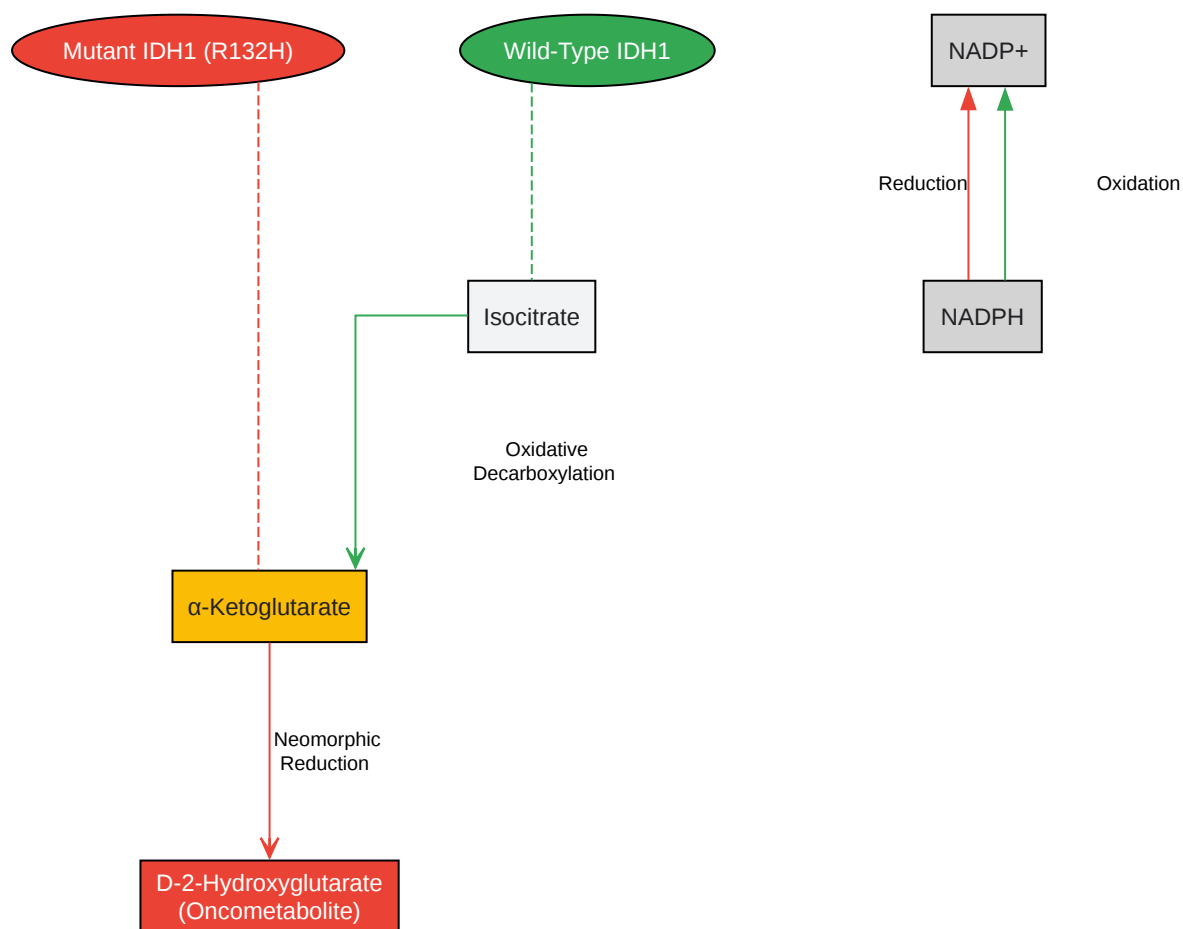 Mutant IDH1 (R132H)
Wild-Type IDH1
NADP+
Reduction
Oxidation
Isocitrate
NADPH
Oxidative
Decarboxylation
α-Ketoglutarate
Neomorphic
Reduction
D-2-Hydroxyglutarate
(Oncometabolite)